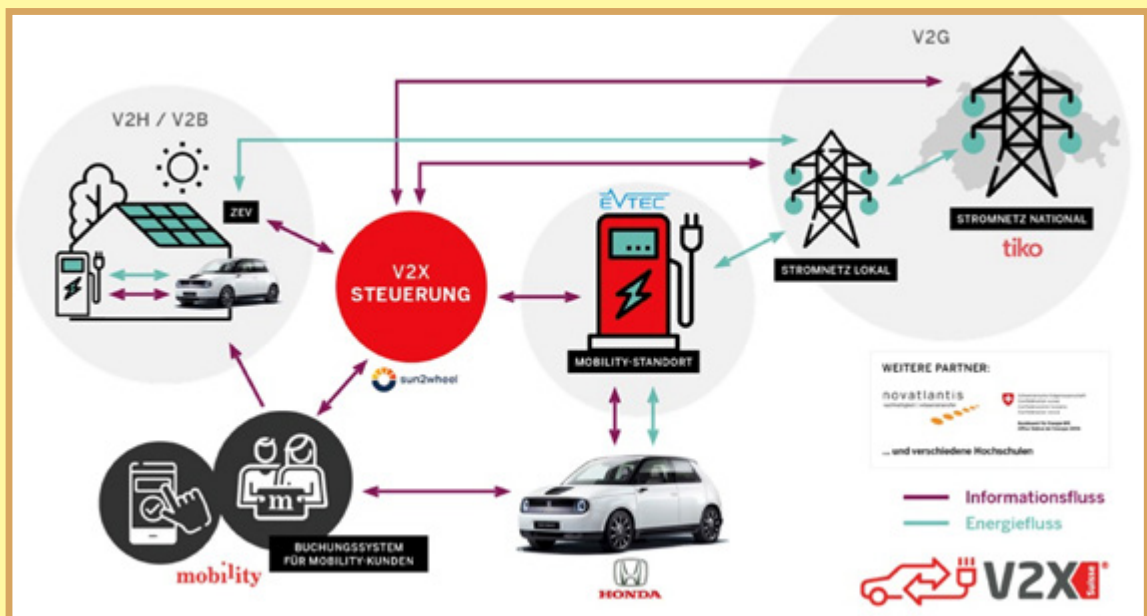 V2G
V2H / V2B
ZEV
EVTEC
STROMNETZ NATIONAL
tiko
STROMNETZ LOKAL
V2X
STEUERUNG
MOBILITY-STANDORT
sun2wheel
WEITERE PARTNER:
novatlantis
... und verschiedene Hochschulen
m
Informationsfluss
Energiefluss
BUCHUNGSSYSTEM
FÜR MOBILITY-KUNDEN
mobility
HONDA
V2X Suisse